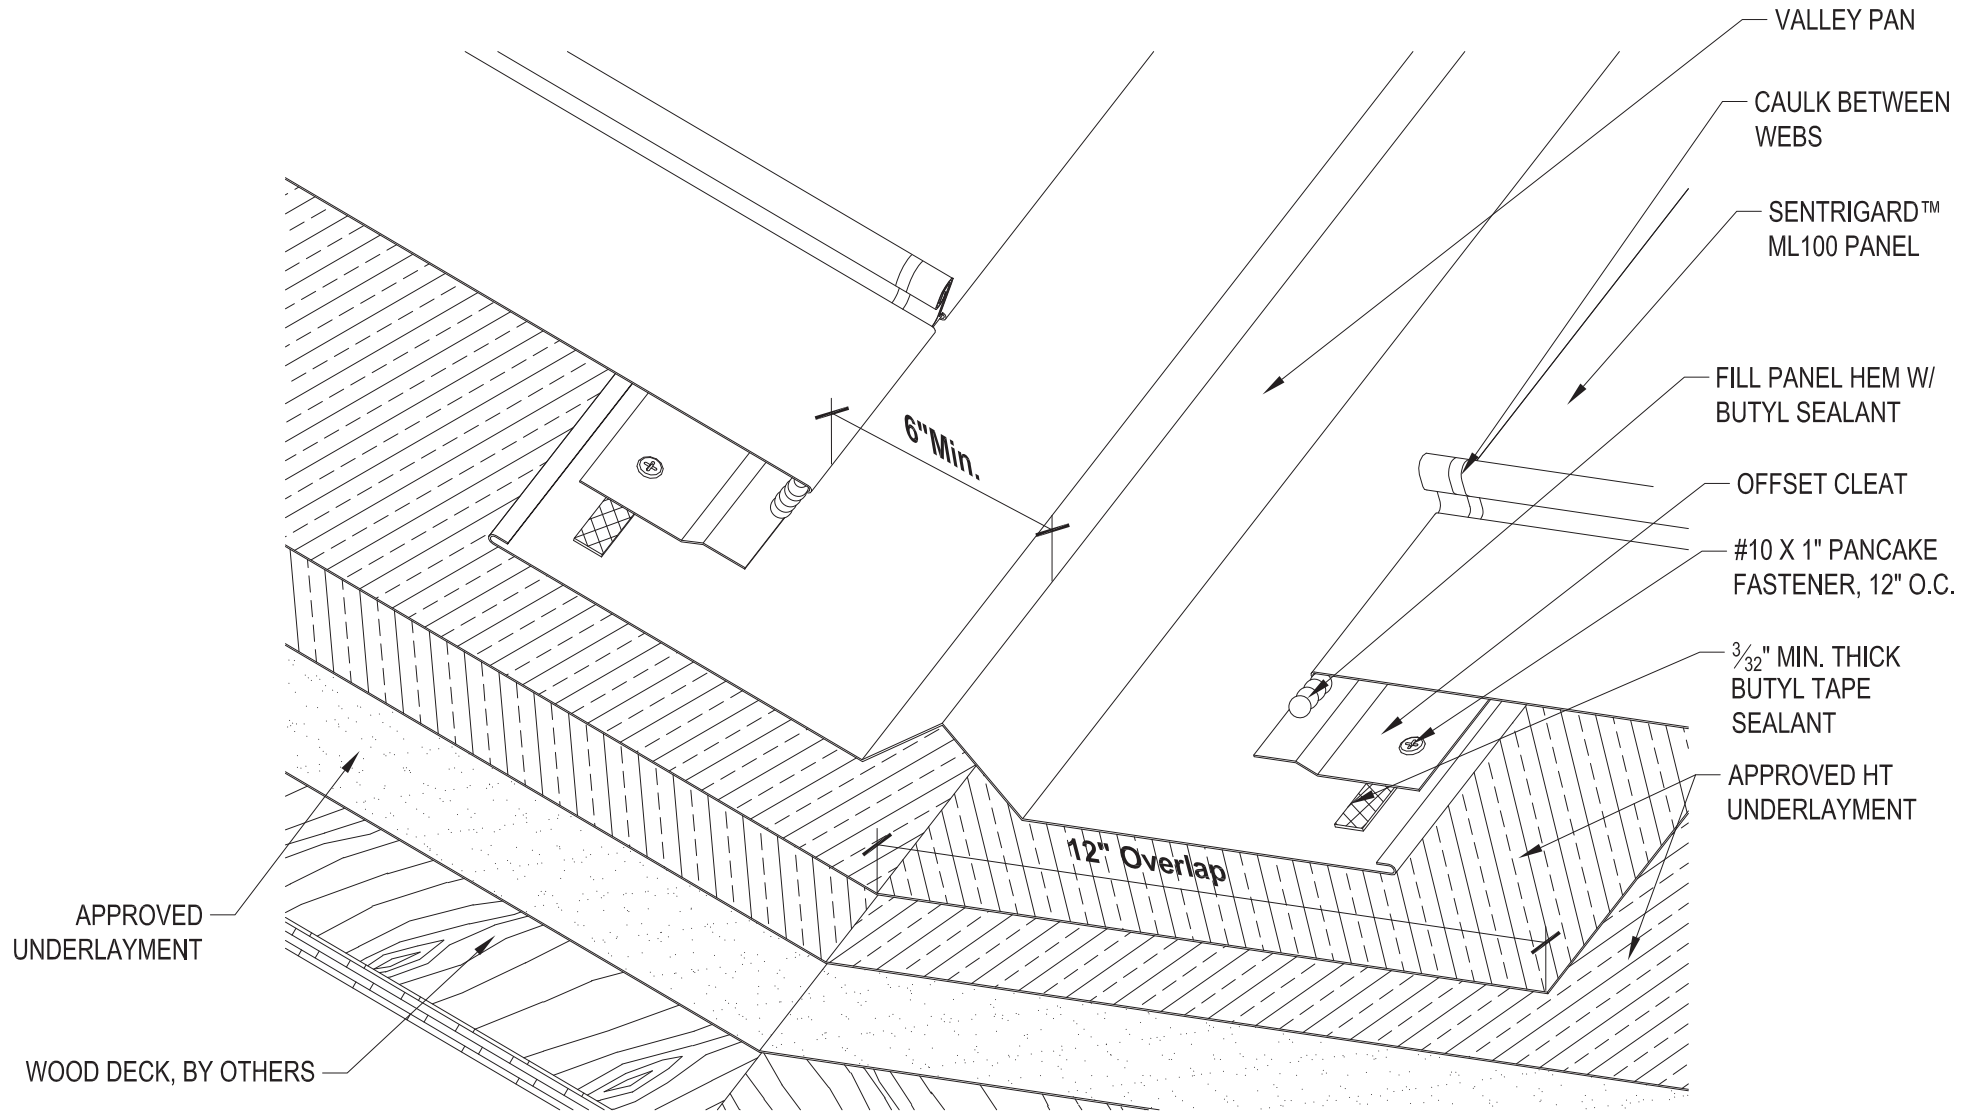 VALLEY PAN
CAULK BETWEEN
WEBS
SENTRIGARD™
ML100 PANEL
FILL PANEL HEM W/
BUTYL SEALANT
6"Min.
OFFSET CLEAT
#10 X 1" PANCAKE
FASTENER, 12" O.C.
3/32" MIN. THICK
BUTYL TAPE
SEALANT
APPROVED HT
UNDERLAYMENT
12" Overlap
APPROVED
UNDERLAYMENT
WOOD DECK, BY OTHERS